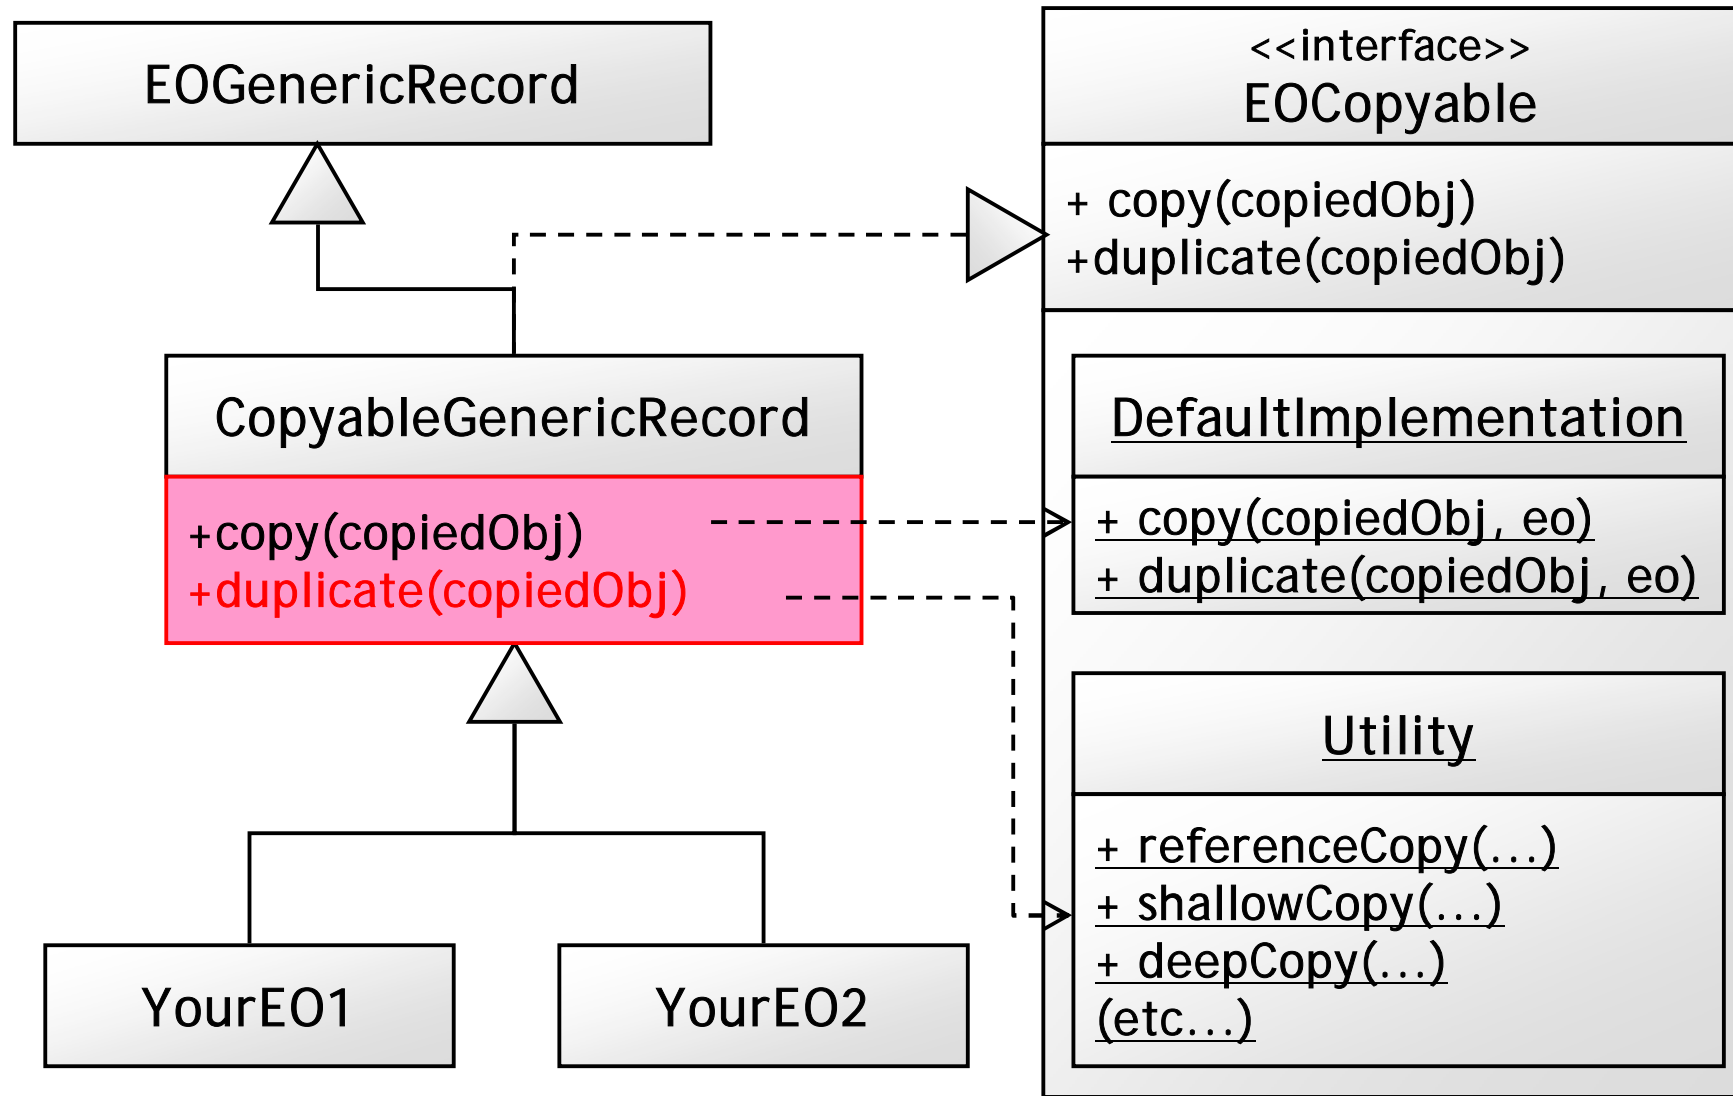 EOGenericRecord
<<interface>>
EOCopyable
+ copy(copiedObj)
+duplicate(copiedObj)
CopyableGenericRecord
+copy(copiedObj)
+duplicate(copiedObj)
DefaultImplementation
+ copy(copiedObj, eo)
+ duplicate(copiedObj, eo)
Utility
+ referenceCopy(...)
+ shallowCopy(...)
+ deepCopy(...)
(etc...)
YourEO1
YourEO2